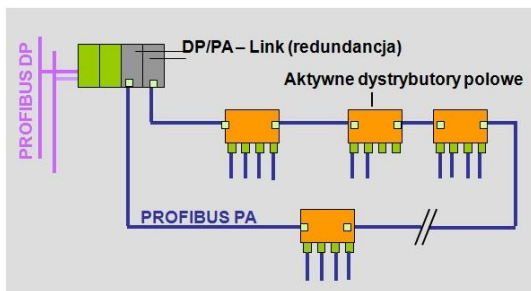 DP/PA – Link (redundancja)
Aktywne dystrybutory polowe
PROFIBUS DP
PROFIBUS PA